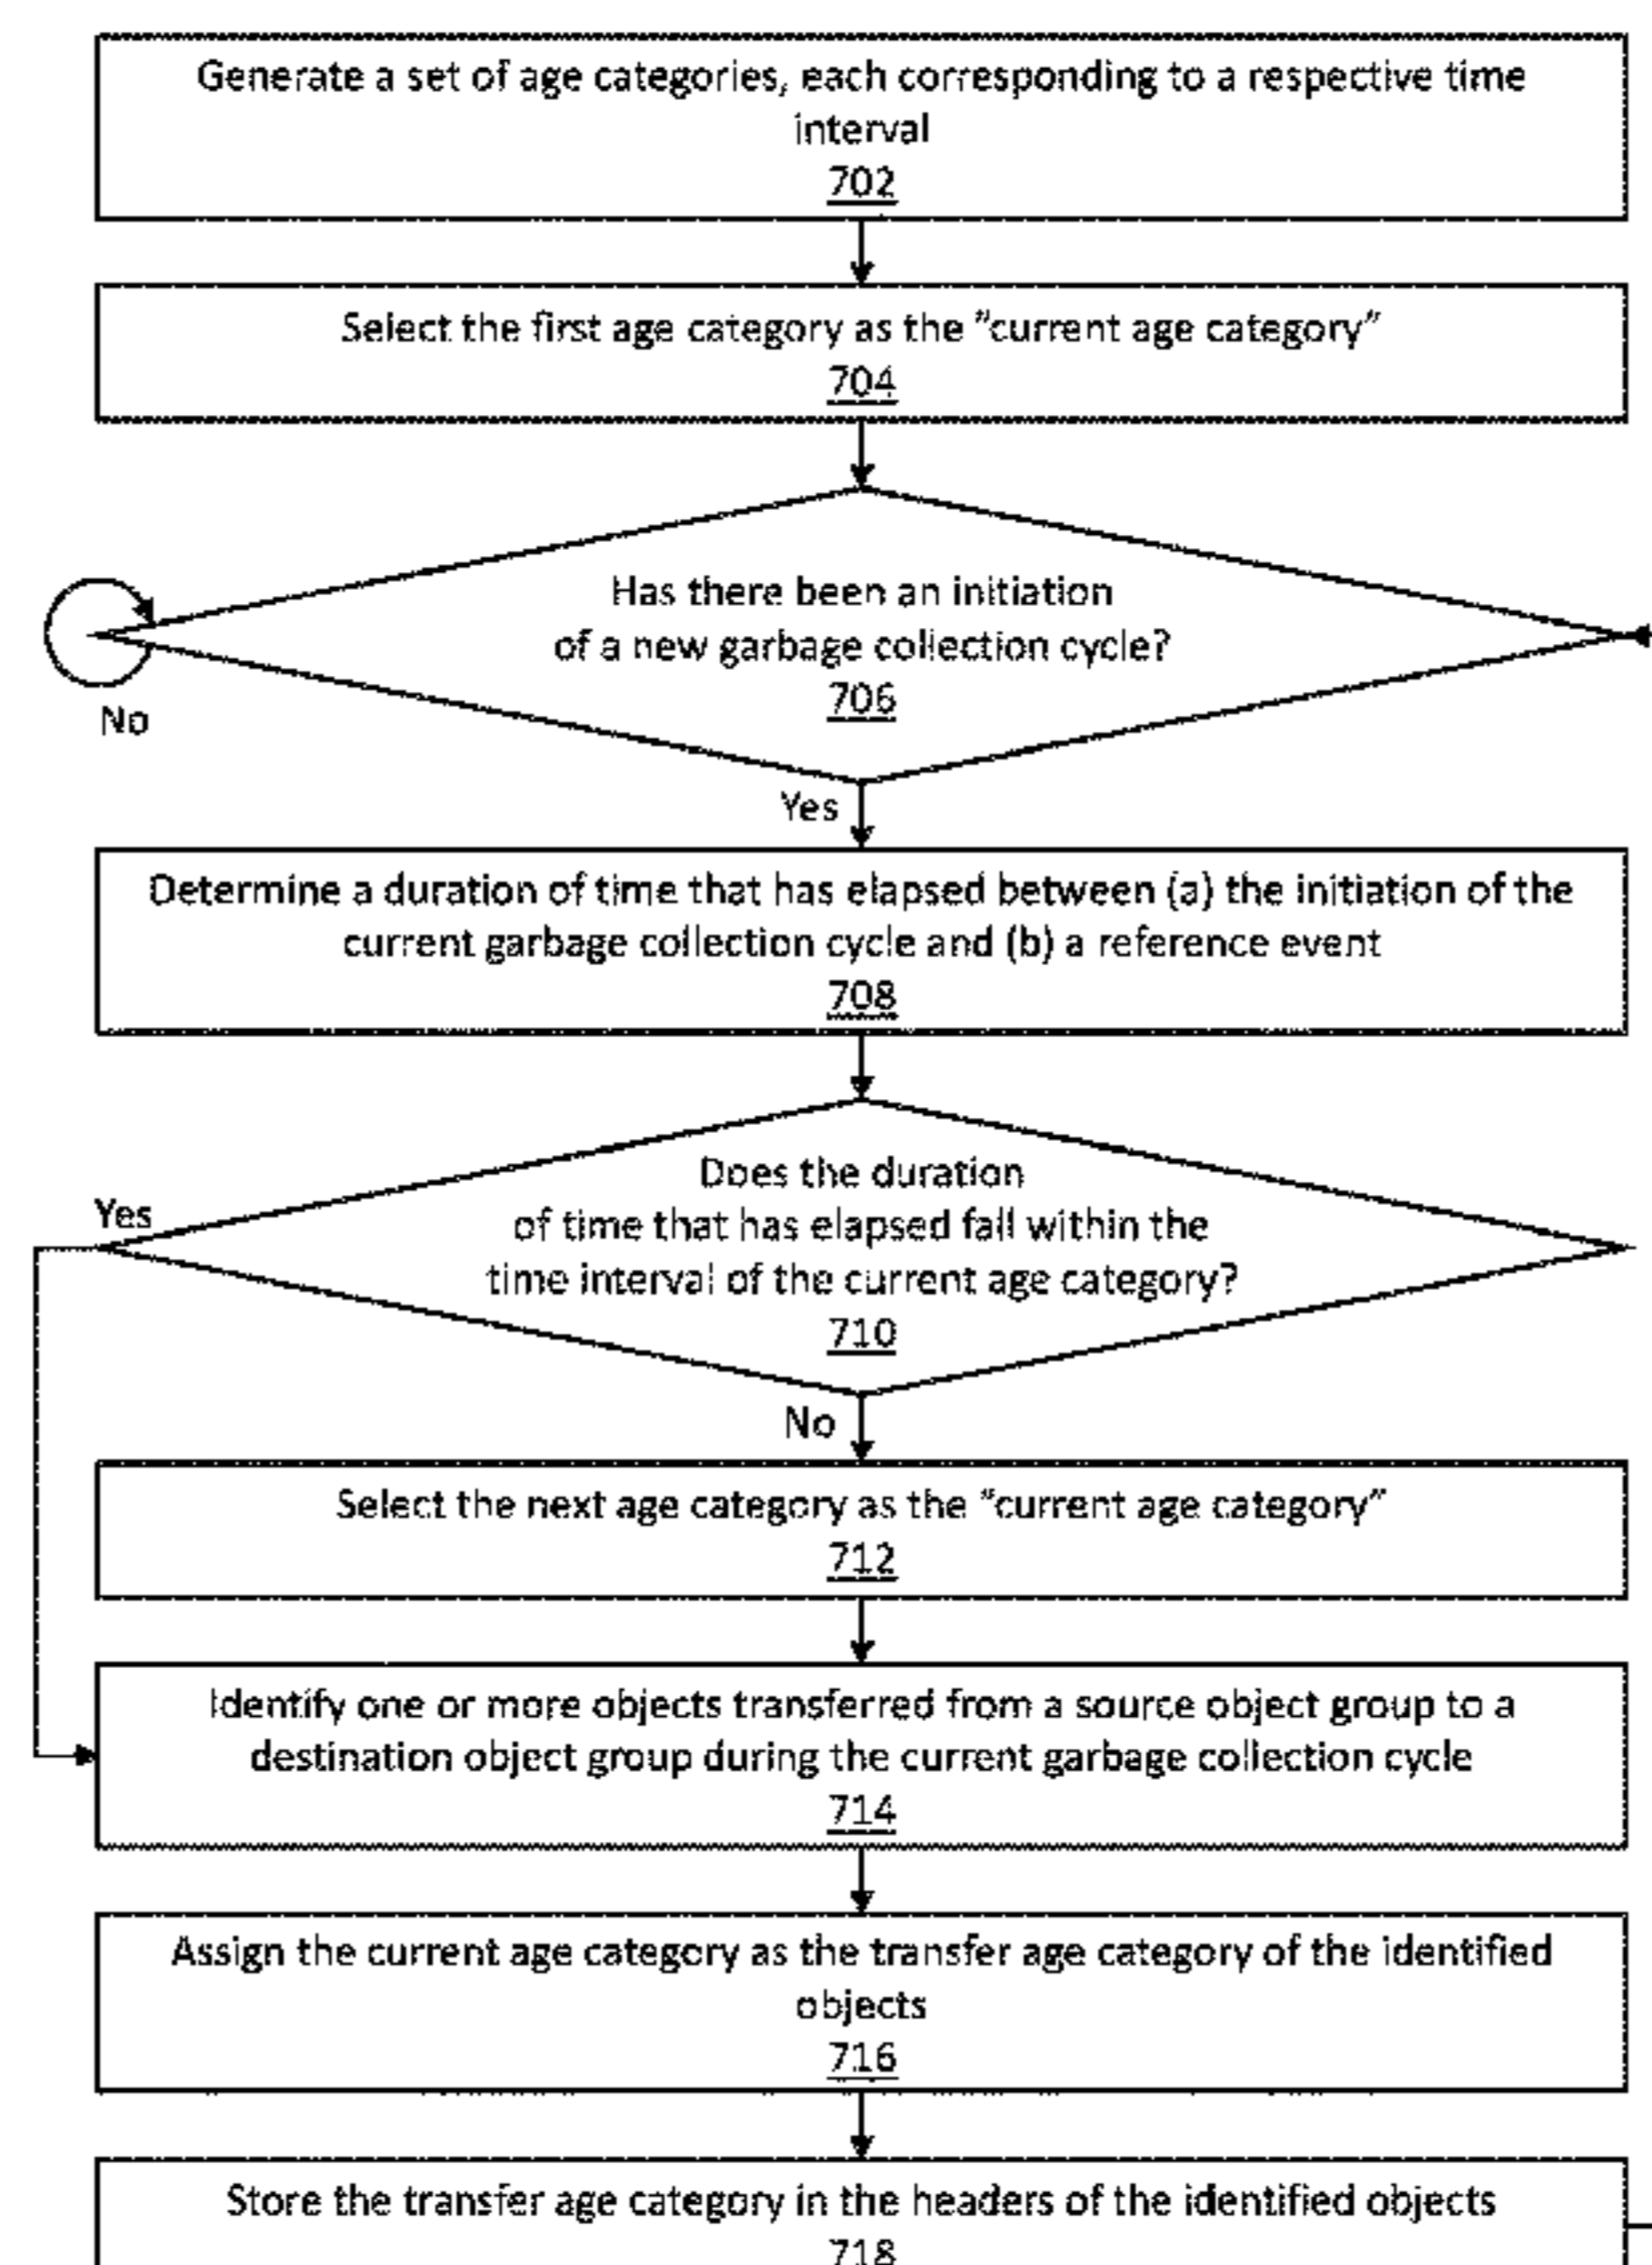 Generate a set of age categories, each corresponding to a respective time
interval
702
Select the first age category as the "current age category"
704
Has there been an initiation
of a new garbage collection cycle?
706
No
Yes
Determine a duration of time that has elapsed between (a) the initiation of the
current garbage collection cycle and (b) a reference event
708
Does the duration
of time that has elapsed fall within the
time interval of the current age category?
710
Yes
No
Select the next age category as the "current age category"
712
Identify one or more objects transferred from a source object group to a
destination object group during the current garbage collection cycle
714
Assign the current age category as the transfer age category of the identified
objects
716
Store the transfer age category in the headers of the identified objects
718